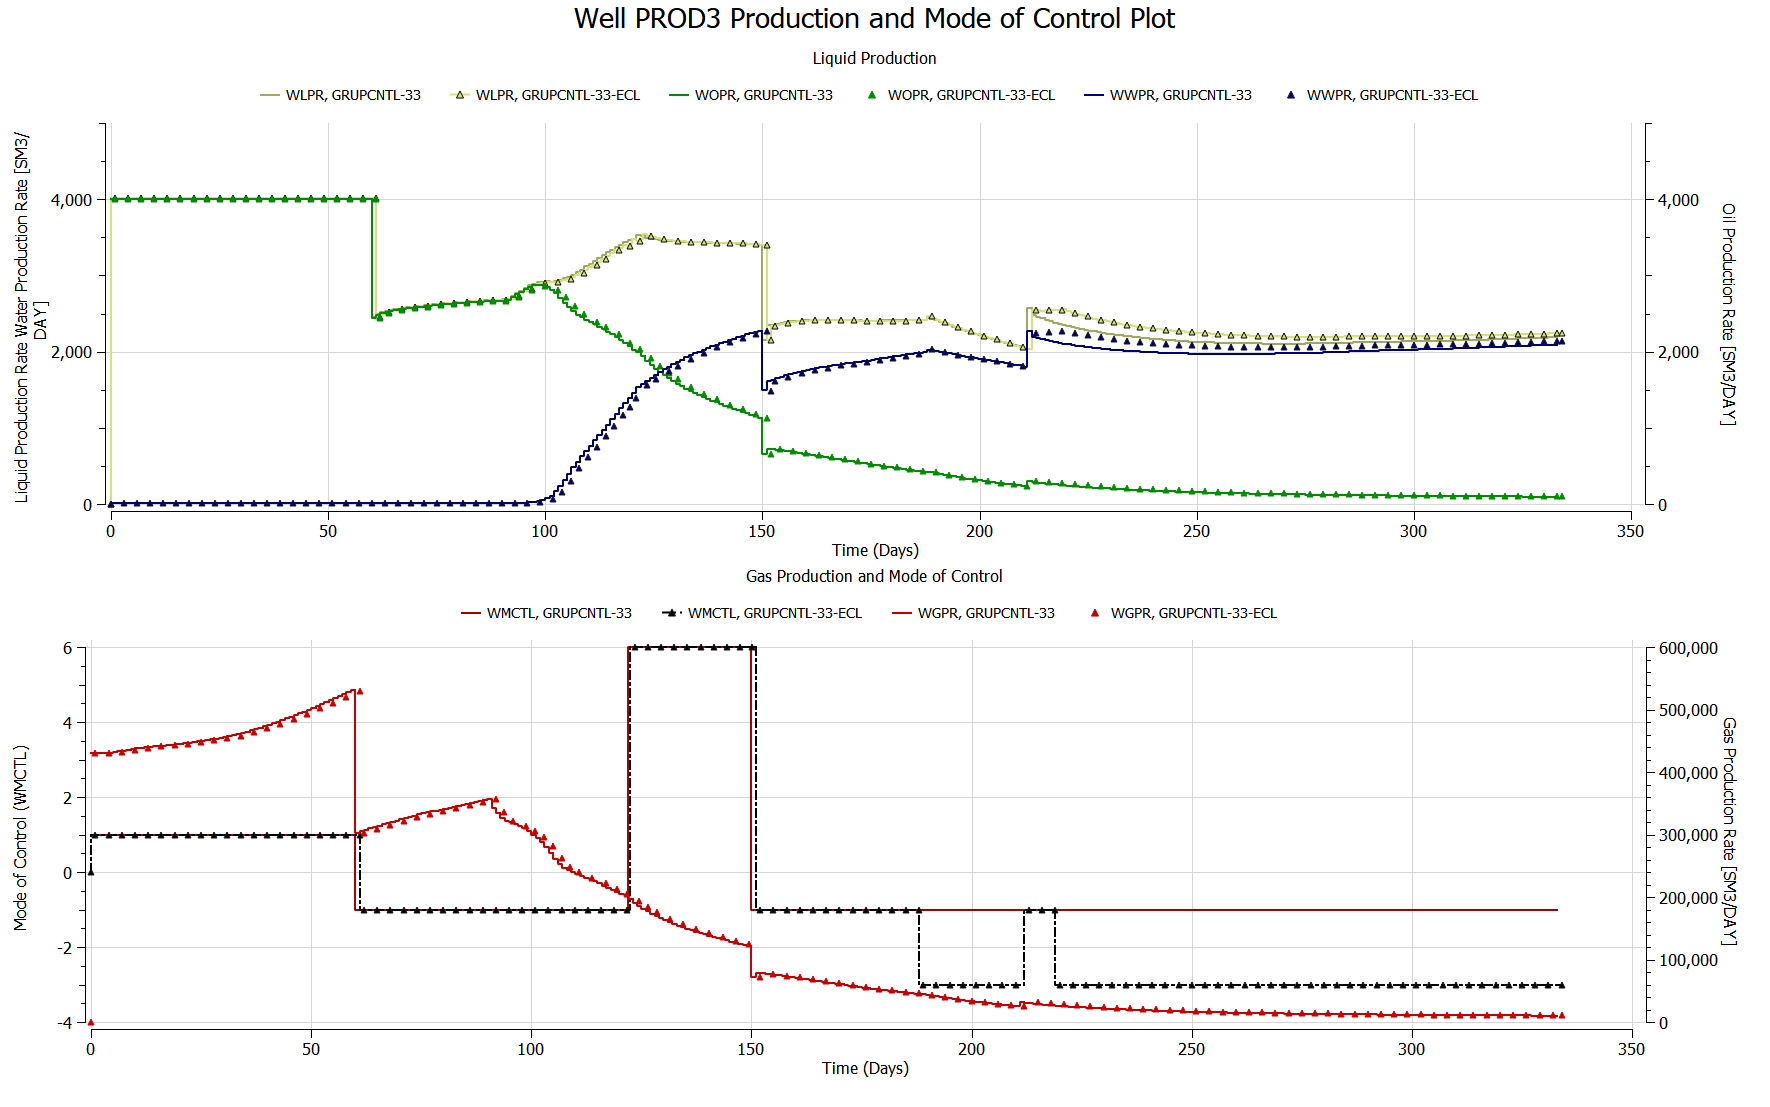 Well PROD3 Production and Mode of Control Plot
Liquid Production
WLPR, GRUPCNTL-33 WLPR, GRUPCNTL-33-ECL WOPR, GRUPCNTL-33 WOPR, GRUPCNTL-33-ECL WWPR, GRUPCNTL-33 WWPR, GRUPCNTL-33-ECL
Liquid Production Rate Water Production Rate [SM3/
DAY]
4,000
2,000
0
4,000
2,000
0
Oil Production Rate [SM3/DAY]
0 50 100 150 200 250 300 350
Time (Days)
Gas Production and Mode of Control
WMCTL, GRUPCNTL-33 WMCTL, GRUPCNTL-33-ECL WGPR, GRUPCNTL-33 WGPR, GRUPCNTL-33-ECL
Mode of Control (WMCTL)
6
4
2
0
-2
-4
600,000
500,000
400,000
300,000
200,000
100,000
0
Gas Production Rate [SM3/DAY]
0 50 100 150 200 250 300 350
Time (Days)